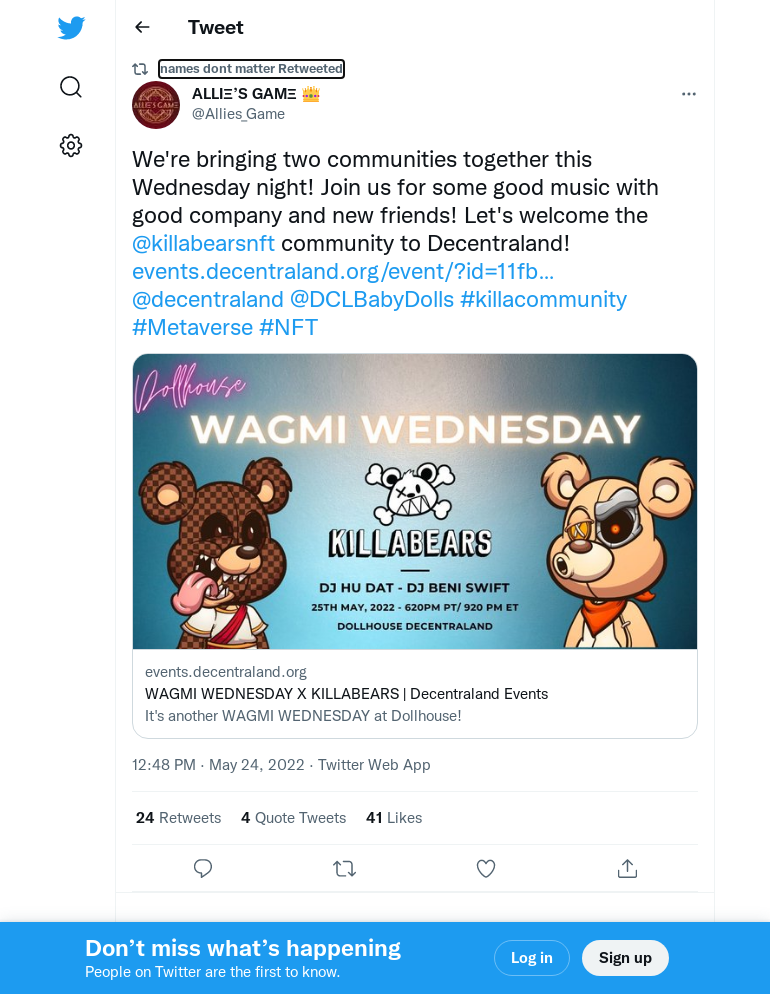 Tweet
names dont matter Retweeted
ALLIΞ’S GAMΞ 👑
@Allies_Game
We're bringing two communities together this
Wednesday night! Join us for some good music with
good company and new friends! Let's welcome the
@killabearsnft community to Decentraland!
events.decentraland.org/event/?id=11fb…
@decentraland @DCLBabyDolls #killacommunity
#Metaverse #NFT
Dollhouse
WAGMI WEDNESDAY
KILLABEARS
DJ HU DAT - DJ BENI SWIFT
25TH MAY, 2022 - 620PM PT/ 920 PM ET
DOLLHOUSE DECENTRALAND
events.decentraland.org
WAGMI WEDNESDAY X KILLABEARS | Decentraland Events
It's another WAGMI WEDNESDAY at Dollhouse!
12:48 PM · May 24, 2022 · Twitter Web App
24 Retweets 4 Quote Tweets 41 Likes
Don’t miss what’s happening
People on Twitter are the first to know.
Log in
Sign up